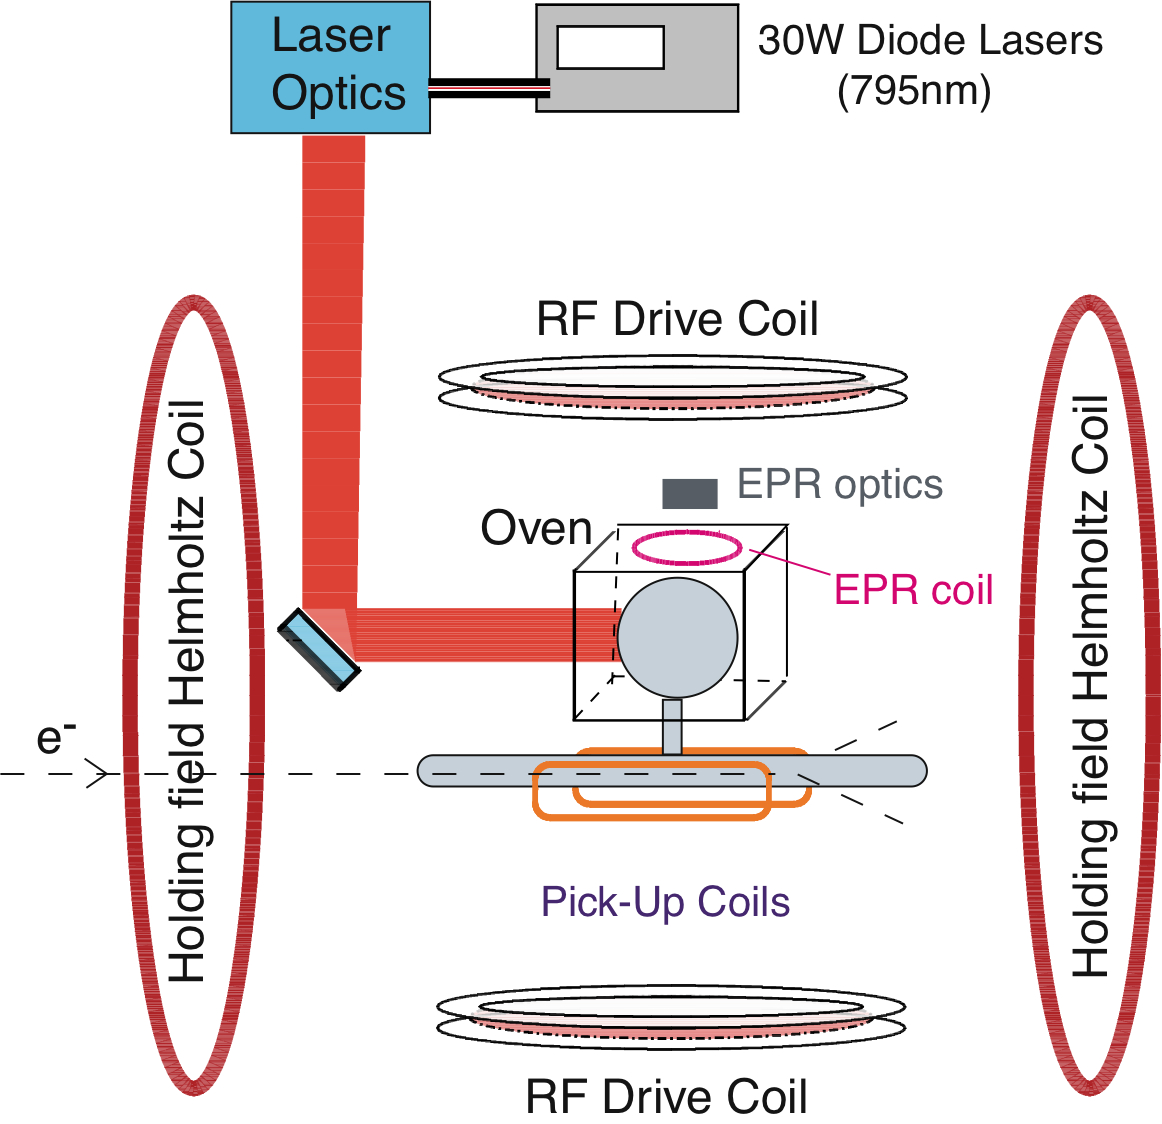 Laser
Optics
30W Diode Lasers
(795nm)
RF Drive Coil
EPR optics
Oven
EPR coil
Holding field Helmholtz Coil
Holding field Helmholtz Coil
e-
Pick-Up Coils
RF Drive Coil